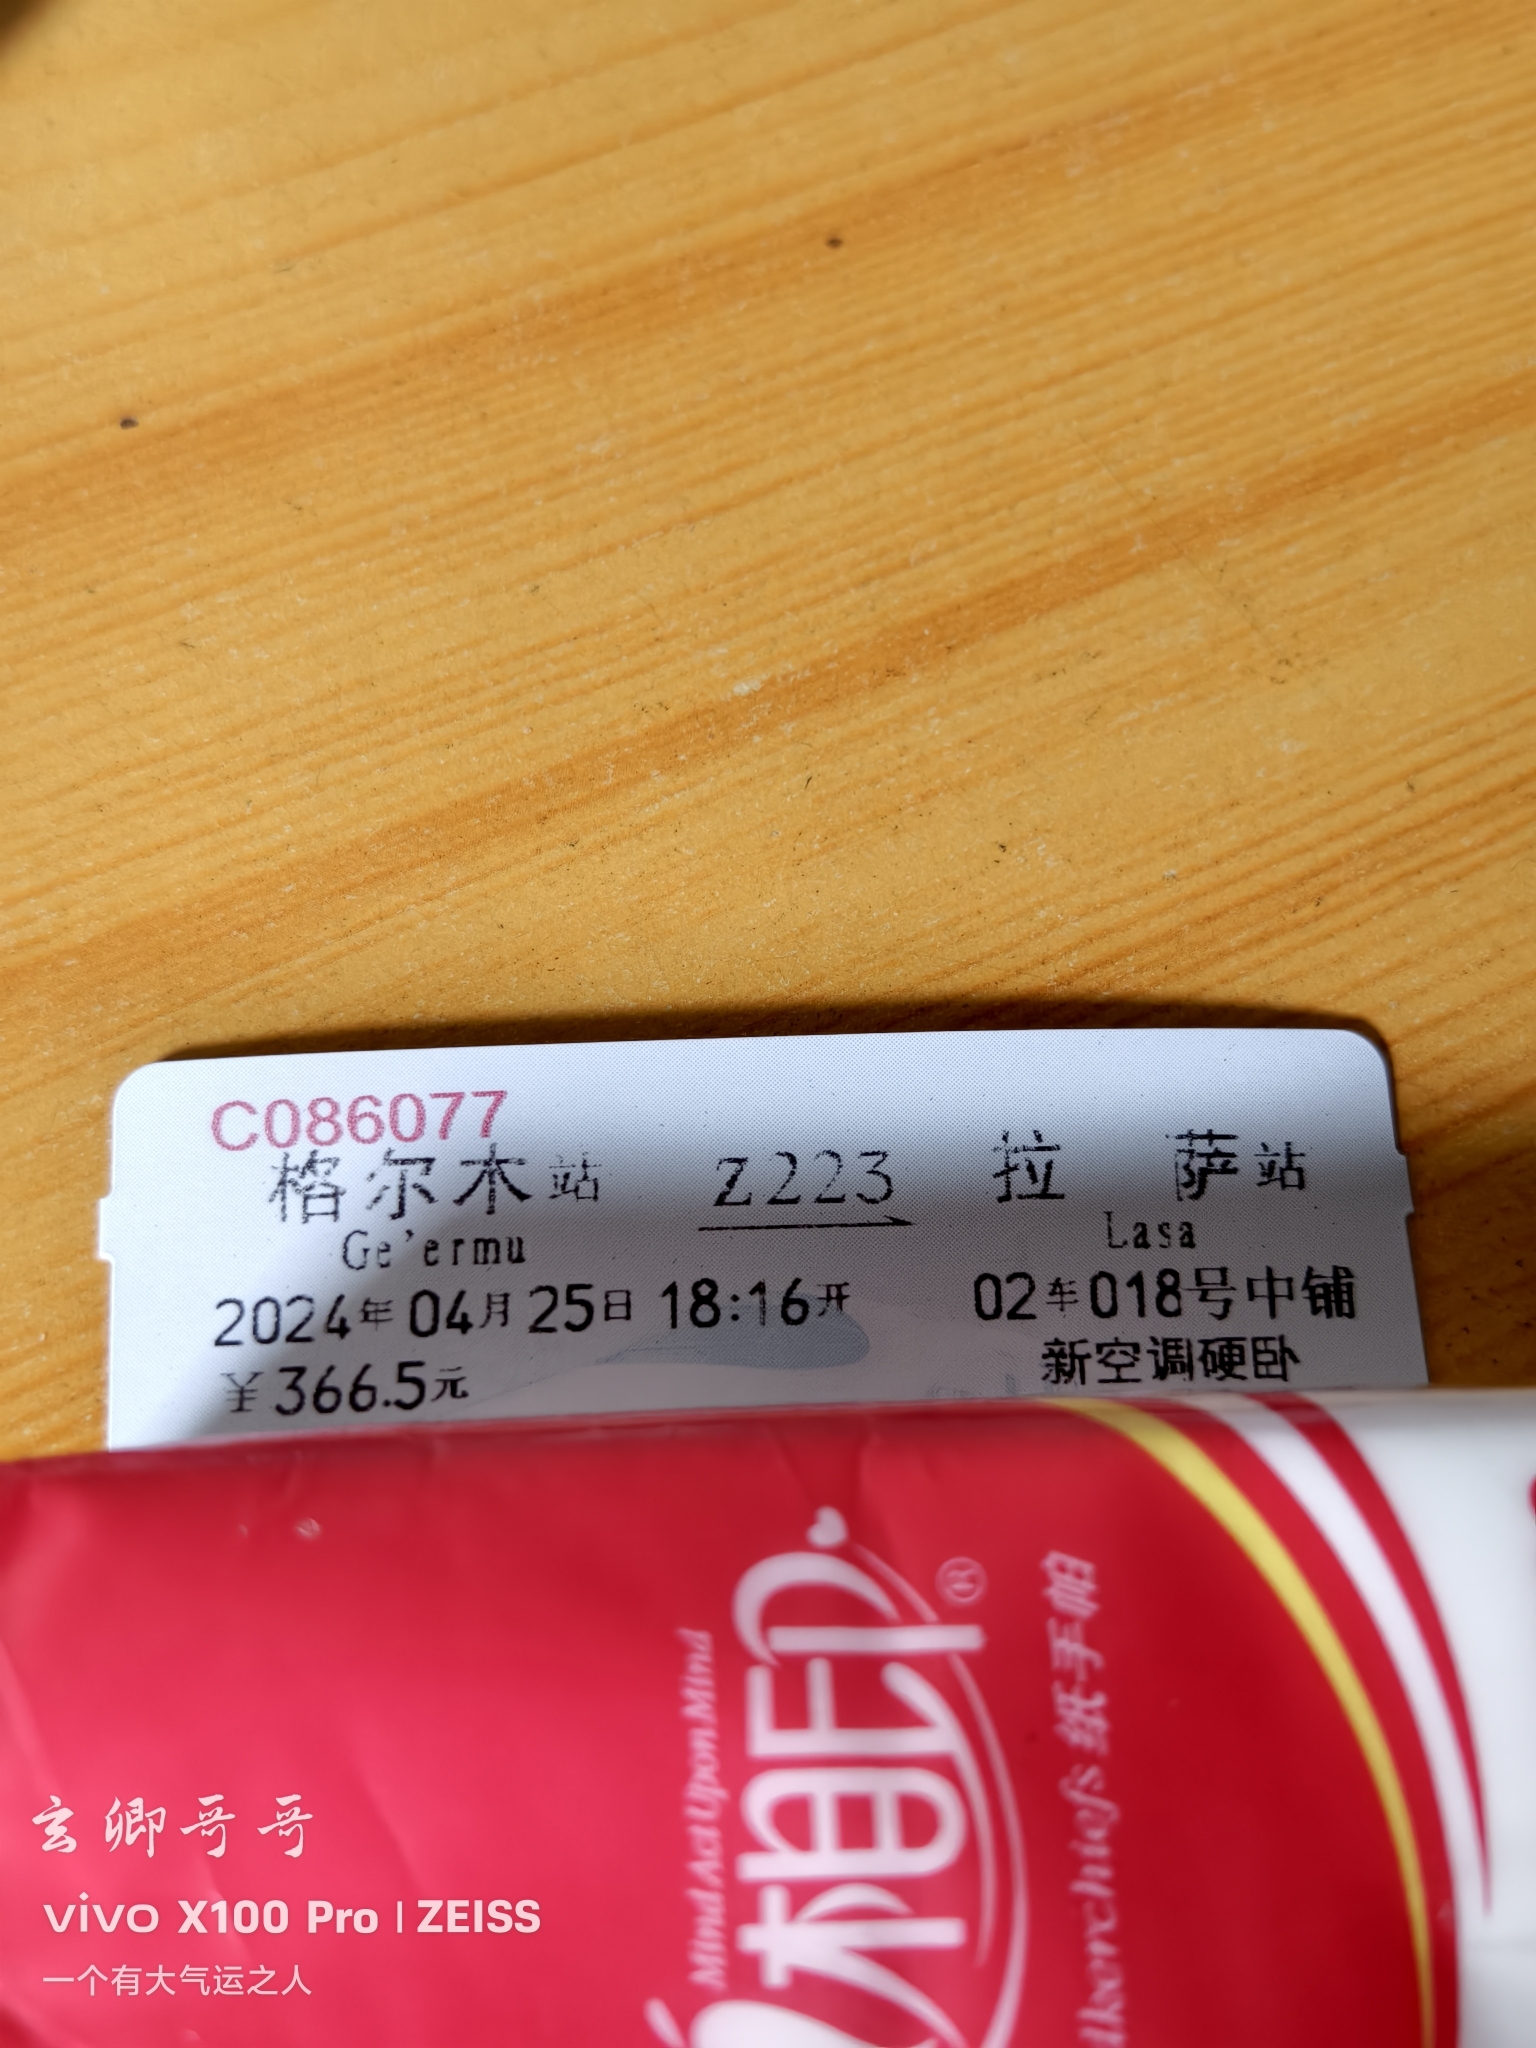 C086077
格尔木站 Z223 拉萨站
Ge'ermu Lasa
2024年04月25日 18:16开 02车018号中铺
¥366.5元 新空调硬卧
心相印®
Mind Act Upon Mind
纸手帕
玄卿哥哥
vivo X100 Pro | ZEISS
一个有大气运之人